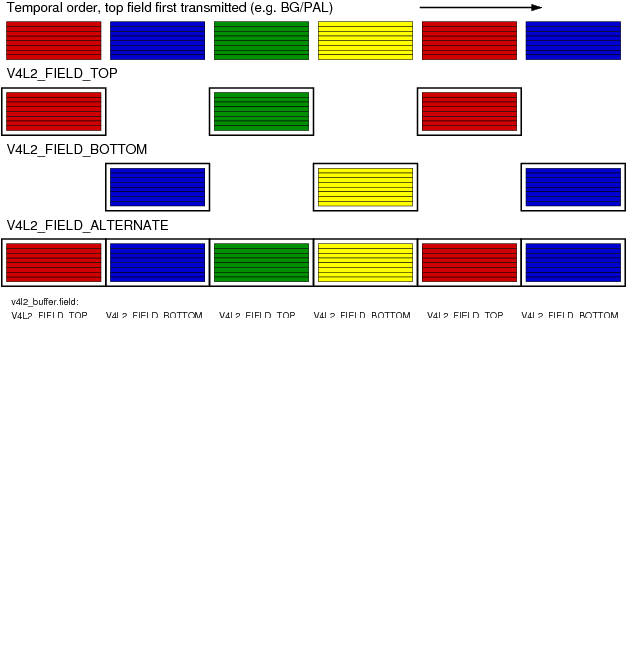 Temporal order, top field first transmitted (e.g. BG/PAL)
V4L2_FIELD_TOP
V4L2_FIELD_BOTTOM
V4L2_FIELD_ALTERNATE
v4l2_buffer.field:
V4L2_FIELD_TOP V4L2_FIELD_BOTTOM V4L2_FIELD_TOP V4L2_FIELD_BOTTOM V4L2_FIELD_TOP V4L2_FIELD_BOTTOM